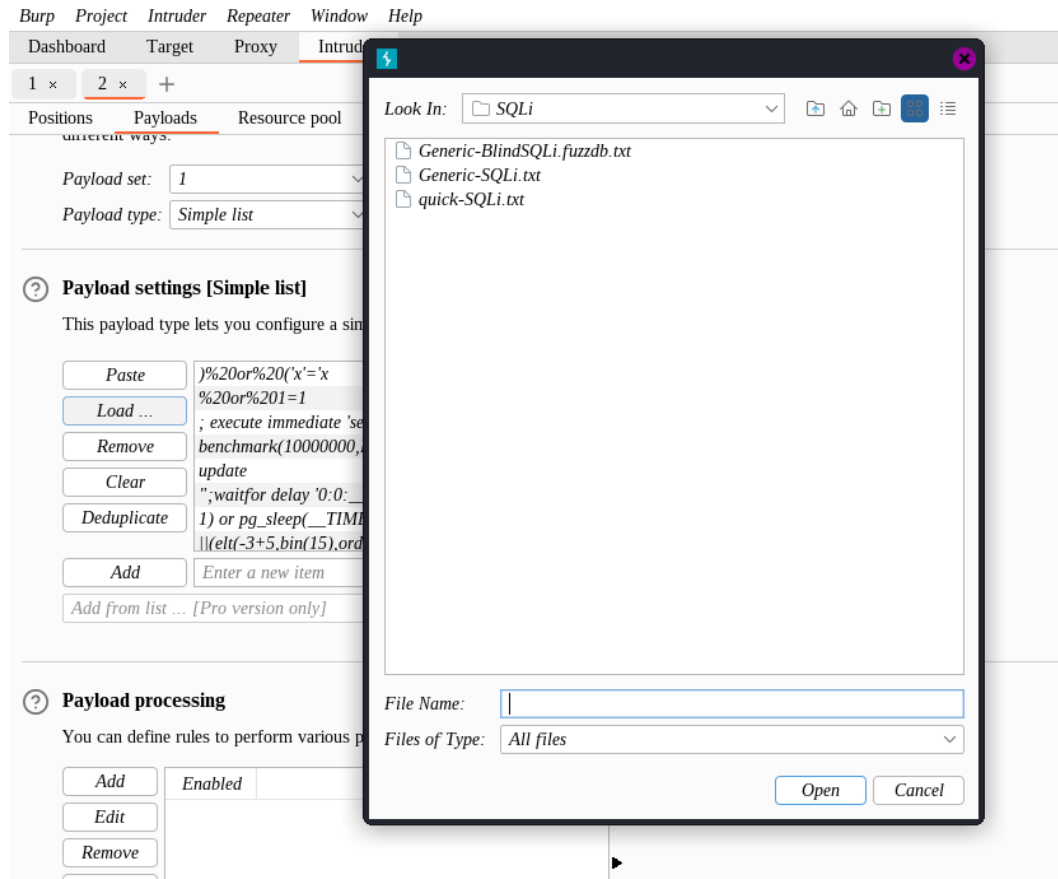 Burp Project Intruder Repeater Window Help
Dashboard Target Proxy Intrud
1 × 2 × +
Positions Payloads Resource pool
different ways.
Payload set: 1
Payload type: Simple list
Payload settings [Simple list]
This payload type lets you configure a sim
Paste
Load ...
Remove
Clear
Deduplicate
)%20or%20('x'='x
%20or%201=1
; execute immediate 'se
benchmark(10000000,
update
";waitfor delay '0:0:__
1) or pg_sleep(__TIME
||(elt(-3+5,bin(15),ord
Add Enter a new item
Add from list ... [Pro version only]
Payload processing
You can define rules to perform various p
Add
Edit
Remove
Enabled
Look In: SQLi
Generic-BlindSQLi.fuzzdb.txt
Generic-SQLi.txt
quick-SQLi.txt
File Name:
Files of Type: All files
Open Cancel